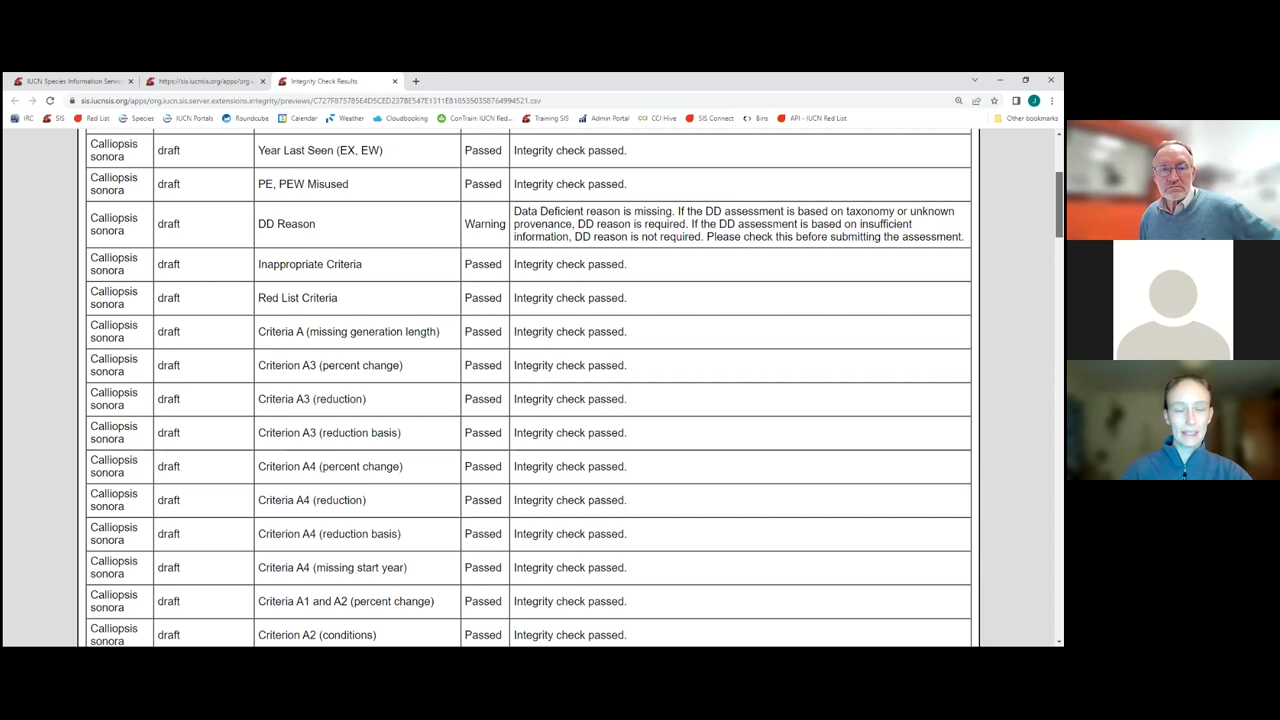 IUCN Species Information Servic
https://sis.iucnsis.org/apps/org.i
Integrity Check Results
sis.iucnsis.org/apps/org.iucn.sis.server.extensions.integrity/previews/C727F875785E4D5CED237BE547E1311EB185350358764994521.csv
IRC SIS Red List Species IUCN Portals Roundcube Calendar Weather Cloudbooking ConTrain: IUCN Red... Training SIS Admin Portal CCI Hive SIS Connect Bins API - IUCN Red List Other bookmarks
Calliopsis sonora draft Year Last Seen (EX, EW) Passed Integrity check passed.
Calliopsis sonora draft PE, PEW Misused Passed Integrity check passed.
Calliopsis sonora draft DD Reason Warning Data Deficient reason is missing. If the DD assessment is based on taxonomy or unknown
provenance, DD reason is required. If the DD assessment is based on insufficient
information, DD reason is not required. Please check this before submitting the assessment.
Calliopsis sonora draft Inappropriate Criteria Passed Integrity check passed.
Calliopsis sonora draft Red List Criteria Passed Integrity check passed.
Calliopsis sonora draft Criteria A (missing generation length) Passed Integrity check passed.
Calliopsis sonora draft Criterion A3 (percent change) Passed Integrity check passed.
Calliopsis sonora draft Criteria A3 (reduction) Passed Integrity check passed.
Calliopsis sonora draft Criterion A3 (reduction basis) Passed Integrity check passed.
Calliopsis sonora draft Criterion A4 (percent change) Passed Integrity check passed.
Calliopsis sonora draft Criteria A4 (reduction) Passed Integrity check passed.
Calliopsis sonora draft Criterion A4 (reduction basis) Passed Integrity check passed.
Calliopsis sonora draft Criteria A4 (missing start year) Passed Integrity check passed.
Calliopsis sonora draft Criteria A1 and A2 (percent change) Passed Integrity check passed.
Calliopsis sonora draft Criterion A2 (conditions) Passed Integrity check passed.